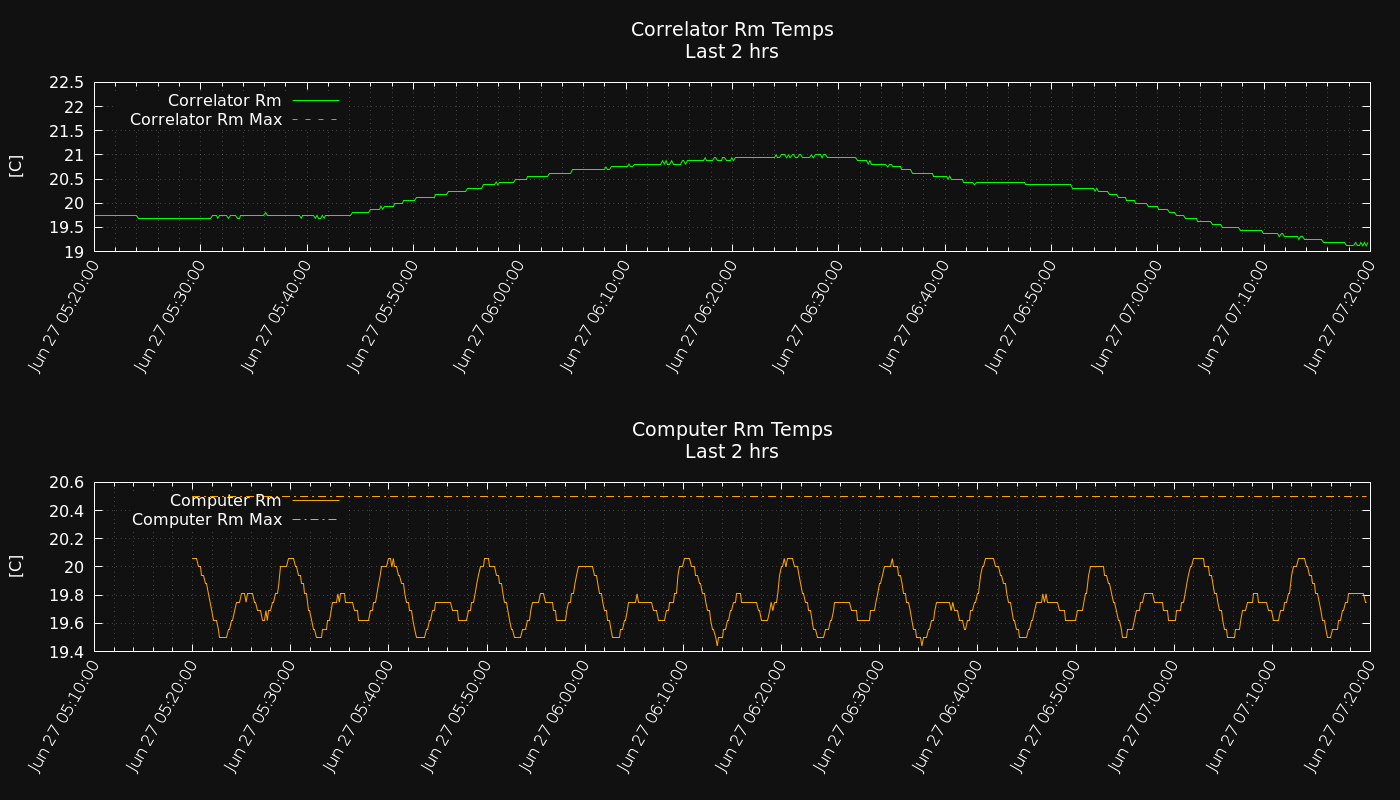 Correlator Rm Temps
Last 2 hrs
22.5
22
21.5
21
20.5
20
19.5
19
[C]
Correlator Rm
Correlator Rm Max
Jun 27 05:20:00
Jun 27 05:30:00
Jun 27 05:40:00
Jun 27 05:50:00
Jun 27 06:00:00
Jun 27 06:10:00
Jun 27 06:20:00
Jun 27 06:30:00
Jun 27 06:40:00
Jun 27 06:50:00
Jun 27 07:00:00
Jun 27 07:10:00
Jun 27 07:20:00
Computer Rm Temps
Last 2 hrs
20.6
20.4
20.2
20
19.8
19.6
19.4
[C]
Computer Rm
Computer Rm Max
Jun 27 05:10:00
Jun 27 05:20:00
Jun 27 05:30:00
Jun 27 05:40:00
Jun 27 05:50:00
Jun 27 06:00:00
Jun 27 06:10:00
Jun 27 06:20:00
Jun 27 06:30:00
Jun 27 06:40:00
Jun 27 06:50:00
Jun 27 07:00:00
Jun 27 07:10:00
Jun 27 07:20:00